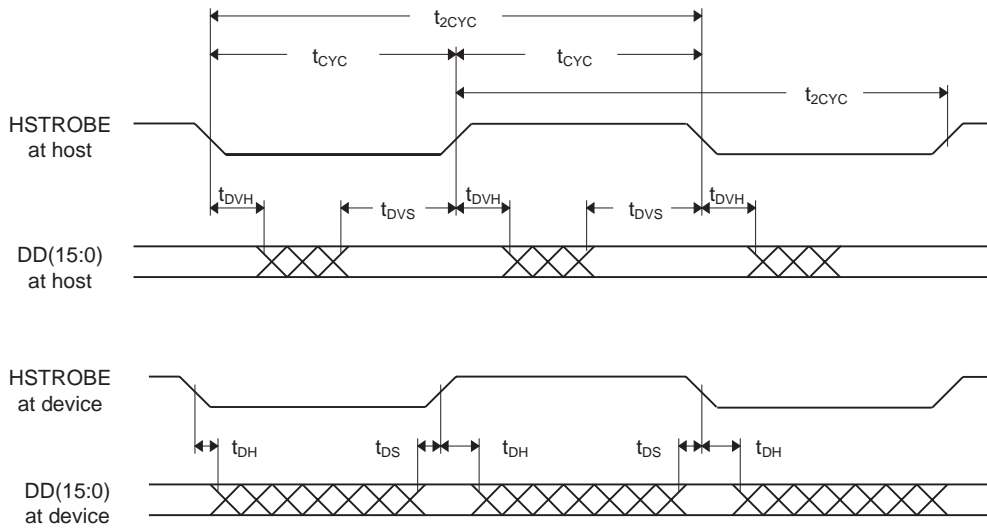 t2CYC
tCYC tCYC
t2CYC
HSTROBE
at host
tDVH tDVS tDVH tDVS tDVH
DD(15:0)
at host
HSTROBE
at device
tDH tDS tDH tDS tDH
DD(15:0)
at device